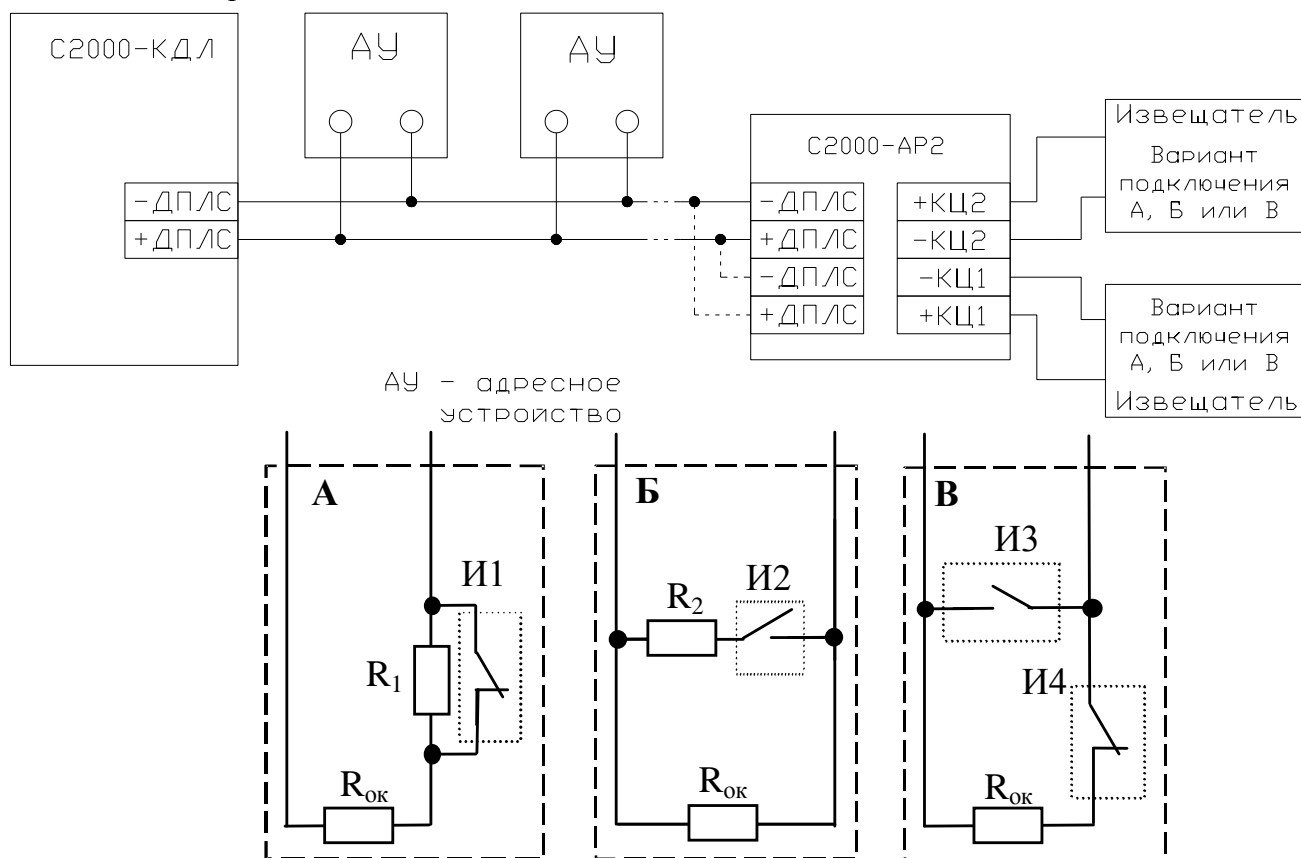 С2000-КДЛ
АУ
АУ
-ДПЛС
+ДПЛС
С2000-АР2
-ДПЛС
+ДПЛС
-ДПЛС
+ДПЛС
+КЦ2
-КЦ2
-КЦ1
+КЦ1
Извещатель
Вариант
подключения
А, Б или В
Вариант
подключения
А, Б или В
Извещатель
АУ - адресное
устройство
А
И1
R1
Rок
Б
И2
R2
Rок
В
И3
И4
Rок